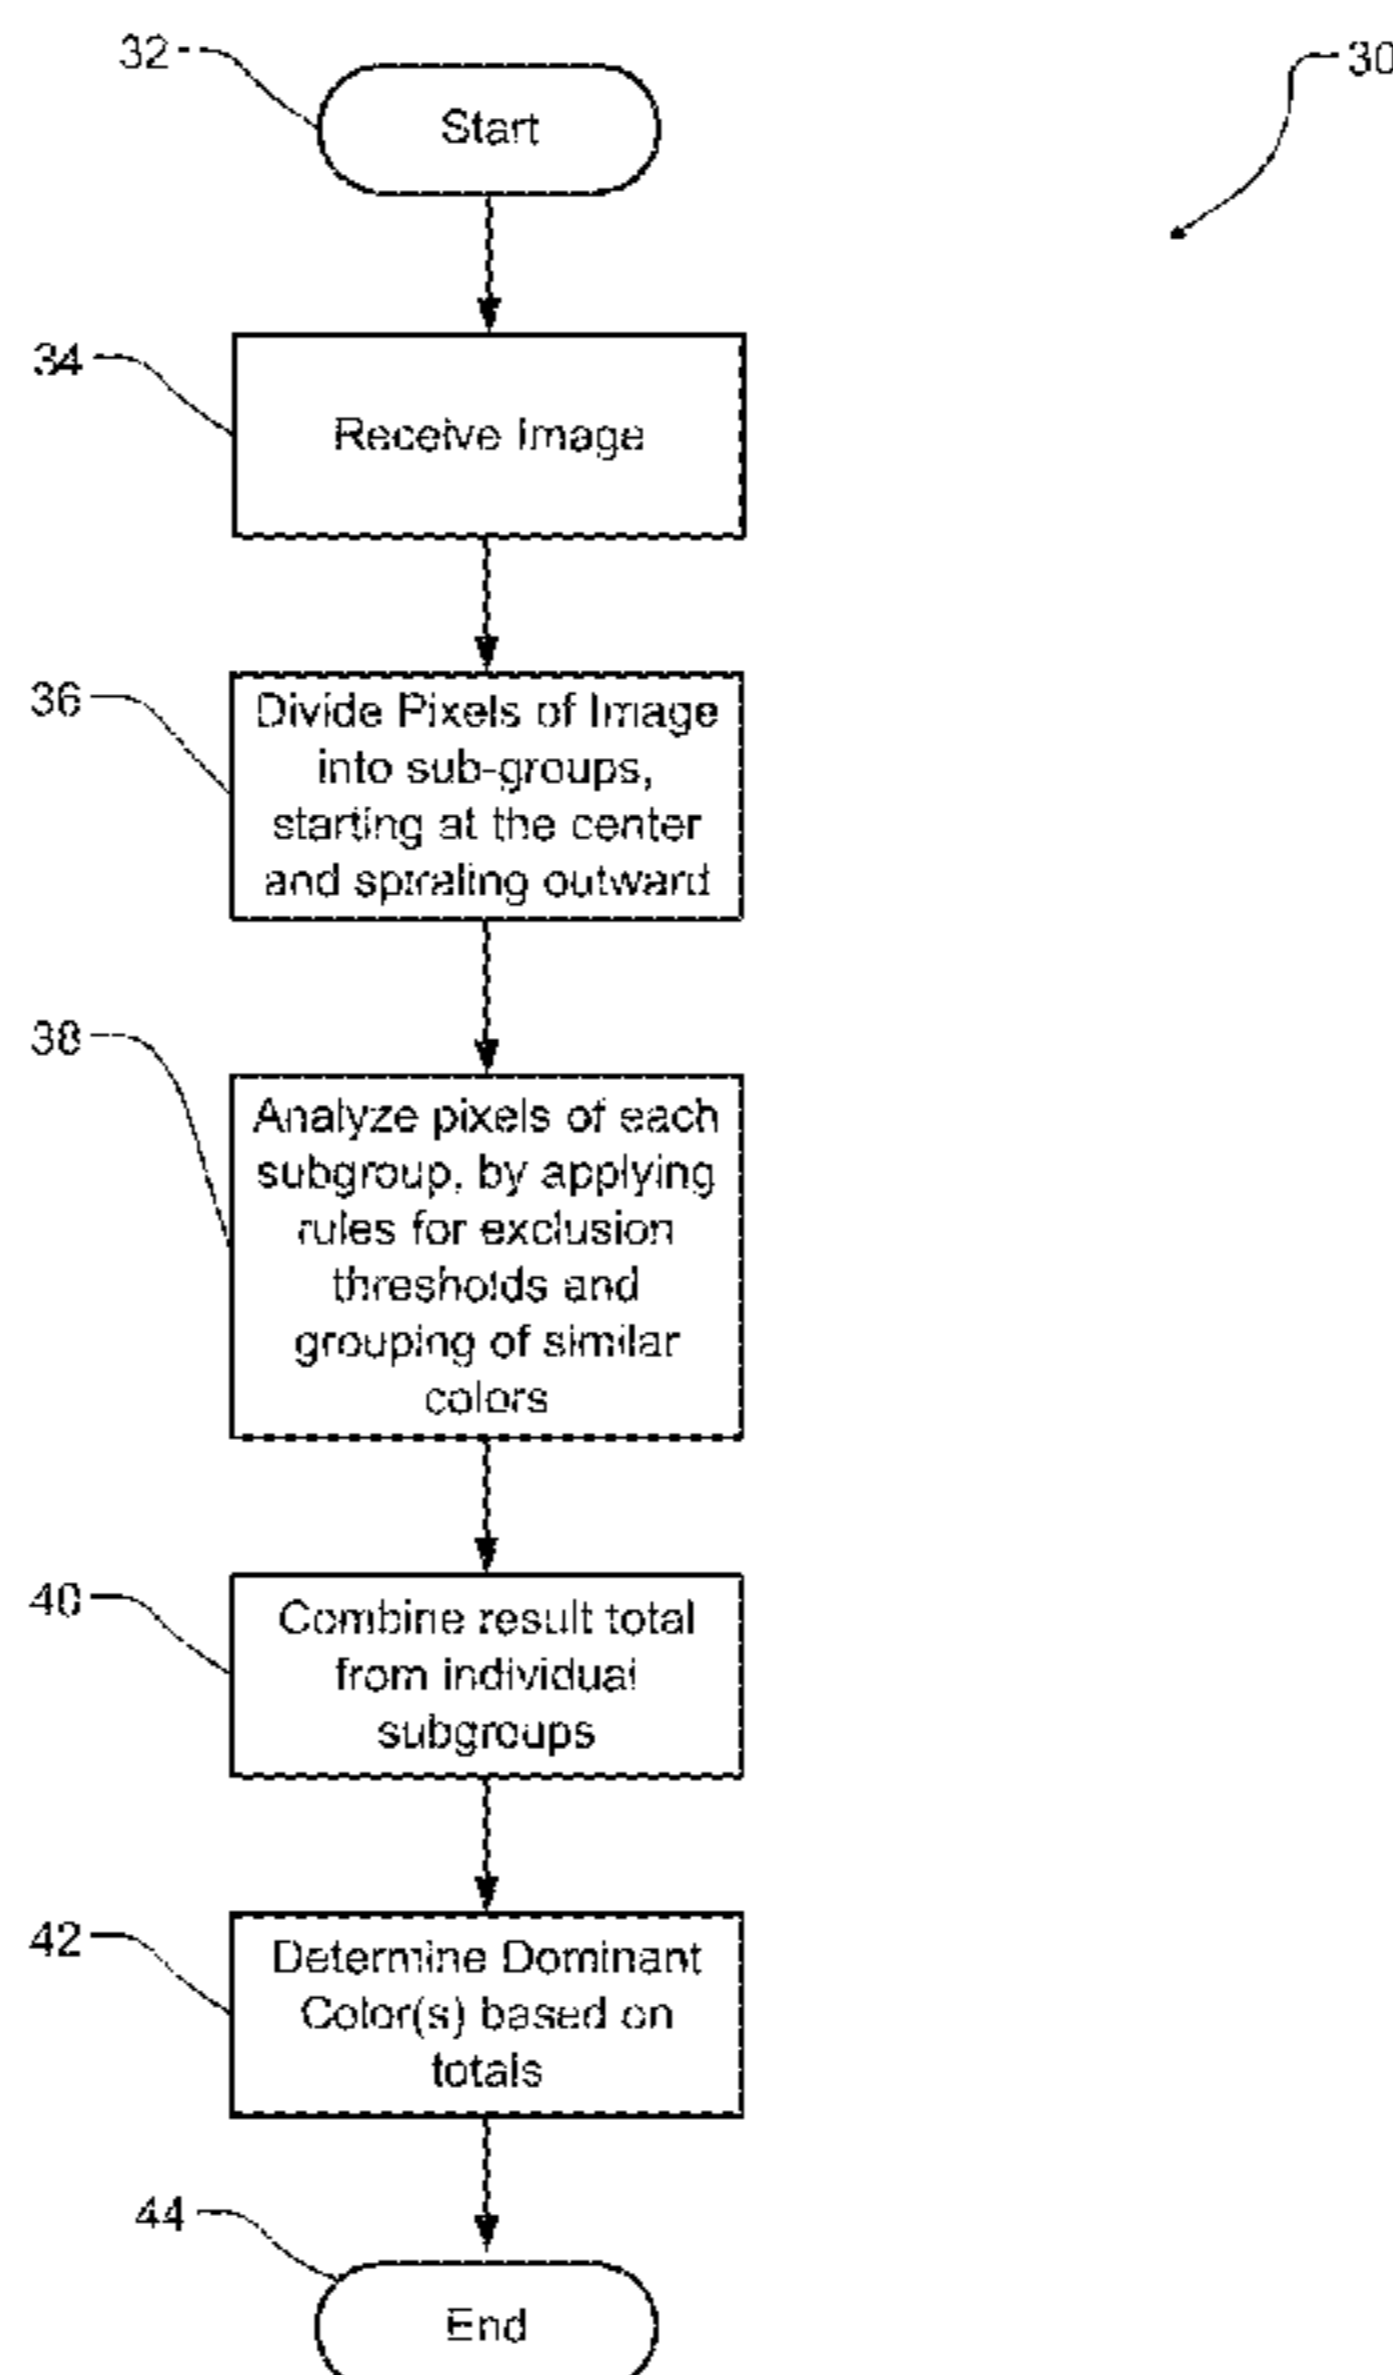 32
Start
30
34
Receive Image
36
Divide Pixels of Image
into sub-groups,
starting at the center
and spiraling outward
38
Analyze pixels of each
subgroup, by applying
rules for exclusion
thresholds and
grouping of similar
colors
40
Combine result total
from individual
subgroups
42
Determine Dominant
Color(s) based on
totals
44
End